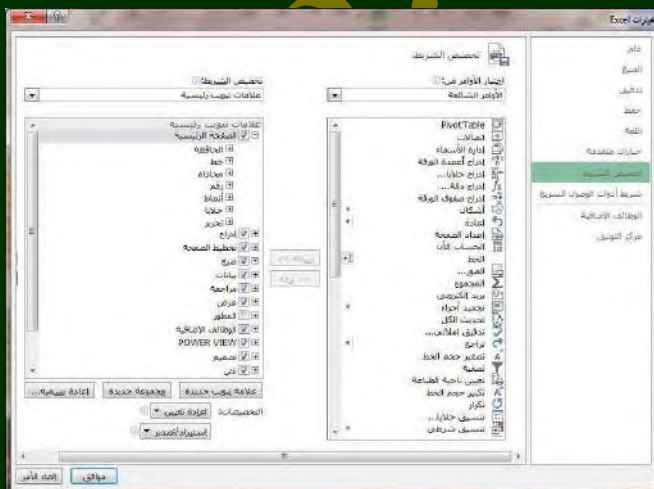 خيارات Excel
عام
الصيغ
تدقيق
حفظ
اللغة
خيارات متقدمة
تخصيص الشريط
شريط أدوات الوصول السريع
الوظائف الإضافية
مركز التوثيق
تخصيص الشريط.
اختيار الأوامر من:
الأوامر الشائعة
PivotTable
اتصالات
إدارة الأسماء
إدراج أعمدة الورقة
إدراج خلايا...
إدراج دالة...
إدراج صفوف الورقة
أشكال
إعادة
إعداد الصفحة
الحساب الآن
الخط
الصور...
المجموع
بريد إلكتروني
تجميد أجزاء
تحديث الكل
تدقيق إملائي...
تراجع
تصغير حجم الخط
تصفية
تعيين ناحية الطباعة
تكبير حجم الخط
تكرار
تنسيق خلايا...
تنسيق شرطي
تخصيص الشريط:
علامات تبويب رئيسية
علامات تبويب رئيسية
الصفحة الرئيسية
الحافظة
خط
محاذاة
رقم
أنماط
خلايا
تحرير
إدراج
تخطيط الصفحة
صيغ
بيانات
مراجعة
عرض
المطور
الوظائف الإضافية
POWER VIEW
تصميم
نص
علامة تبويب جديدة
مجموعة جديدة
إعادة تسمية...
التخصيصات:
إعادة تعيين
استيراد/تصدير
موافق
إلغاء الأمر